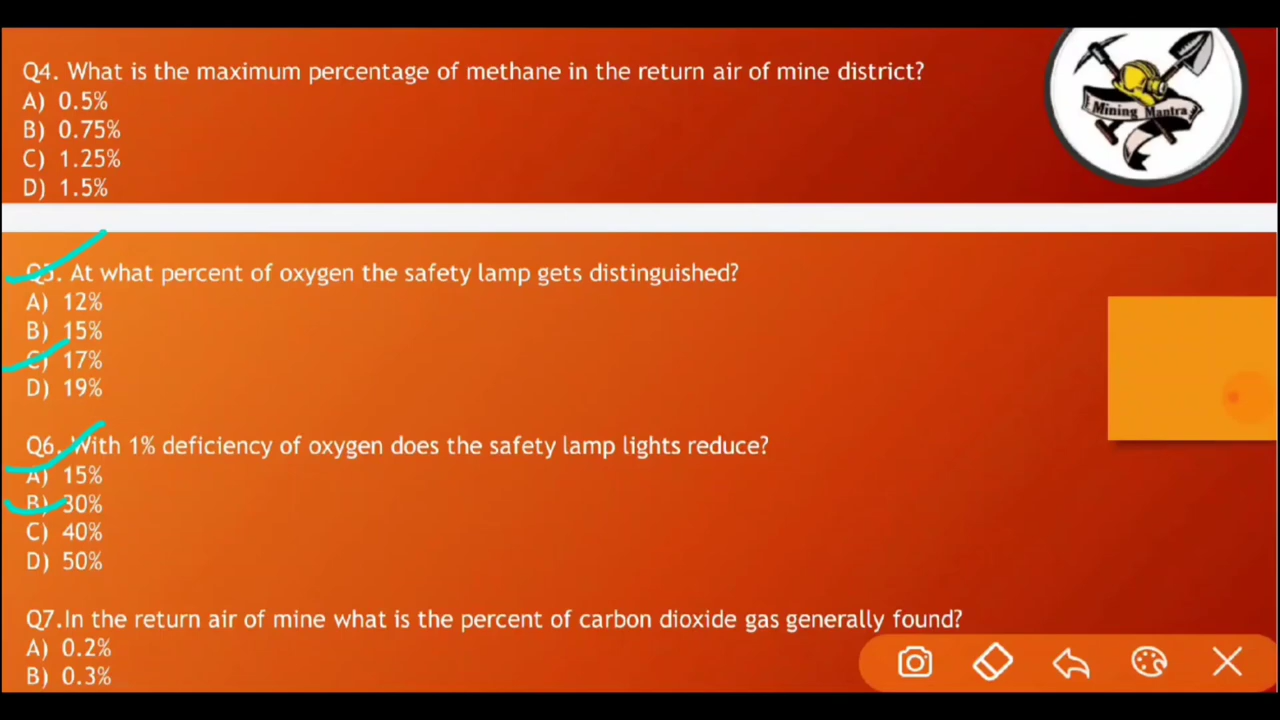 Q4. What is the maximum percentage of methane in the return air of mine district?
A) 0.5%
B) 0.75%
C) 1.25%
D) 1.5%
Mining Mantra
Q5. At what percent of oxygen the safety lamp gets distinguished?
A) 12%
B) 15%
C) 17%
D) 19%
Q6. With 1% deficiency of oxygen does the safety lamp lights reduce?
A) 15%
B) 30%
C) 40%
D) 50%
Q7.In the return air of mine what is the percent of carbon dioxide gas generally found?
A) 0.2%
B) 0.3%